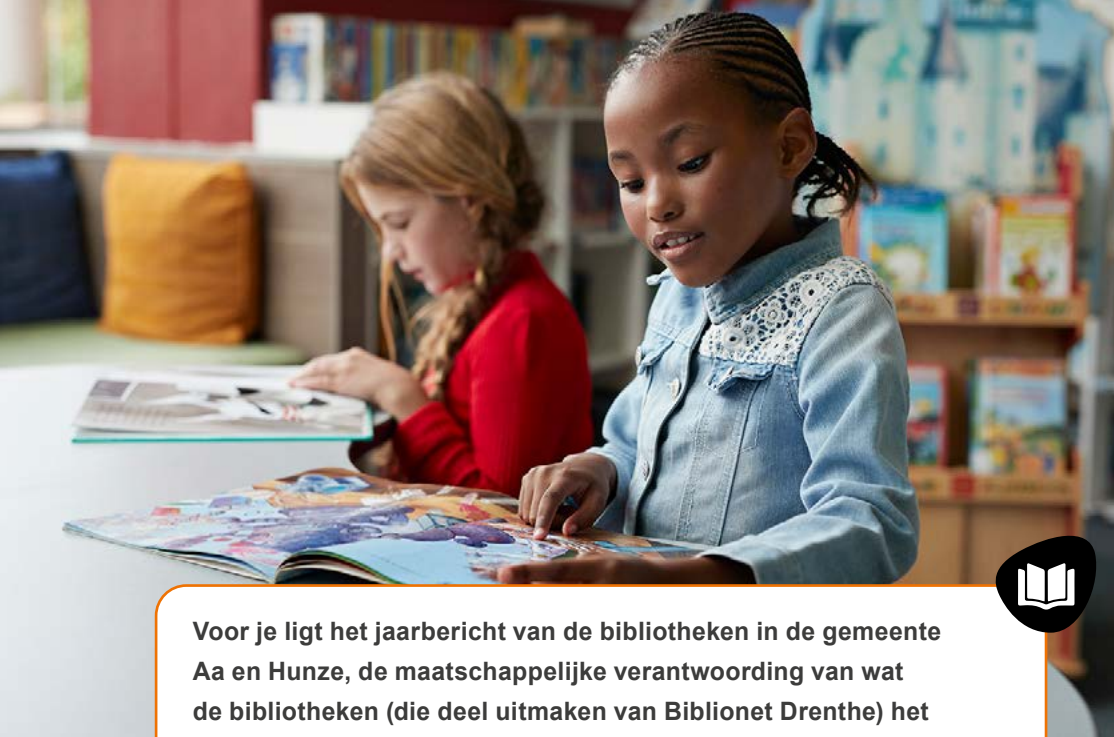 Voor je ligt het jaarbericht van de bibliotheken in de gemeente
Aa en Hunze, de maatschappelijke verantwoording van wat
de bibliotheken (die deel uitmaken van Biblionet Drenthe) het